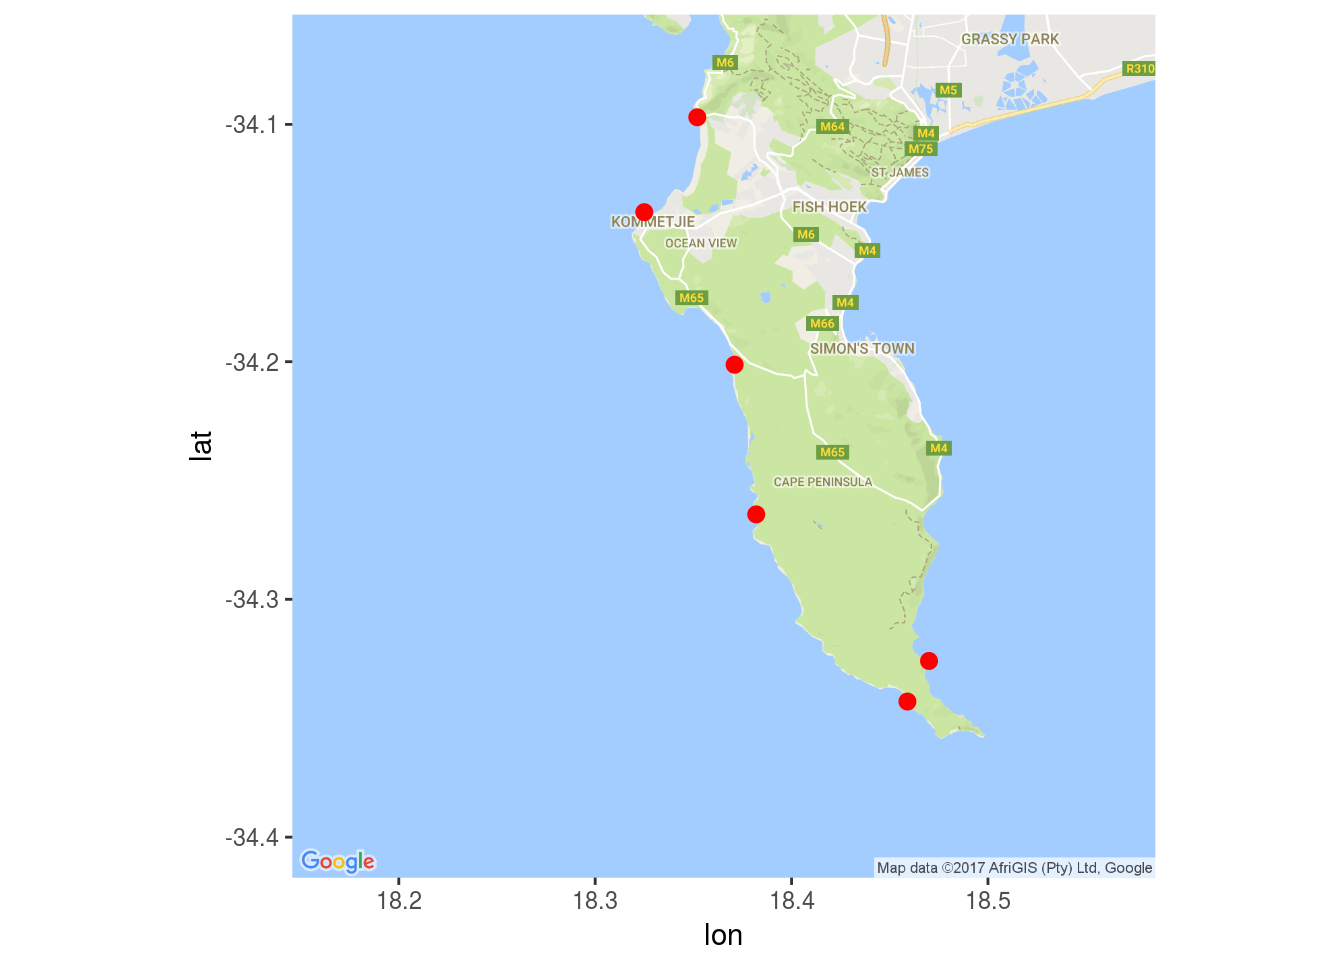 GRASSY PARK
M6
R310
M5
M64
M4
M75
ST JAMES
-34.1
FISH HOEK
KOMMETJIE
M6
OCEAN VIEW
M4
M65
M4
M66
SIMON'S TOWN
-34.2
lat
M4
M65
CAPE PENINSULA
-34.3
-34.4
Google
Map data ©2017 AfriGIS (Pty) Ltd, Google
18.2
18.3
18.4
18.5
lon